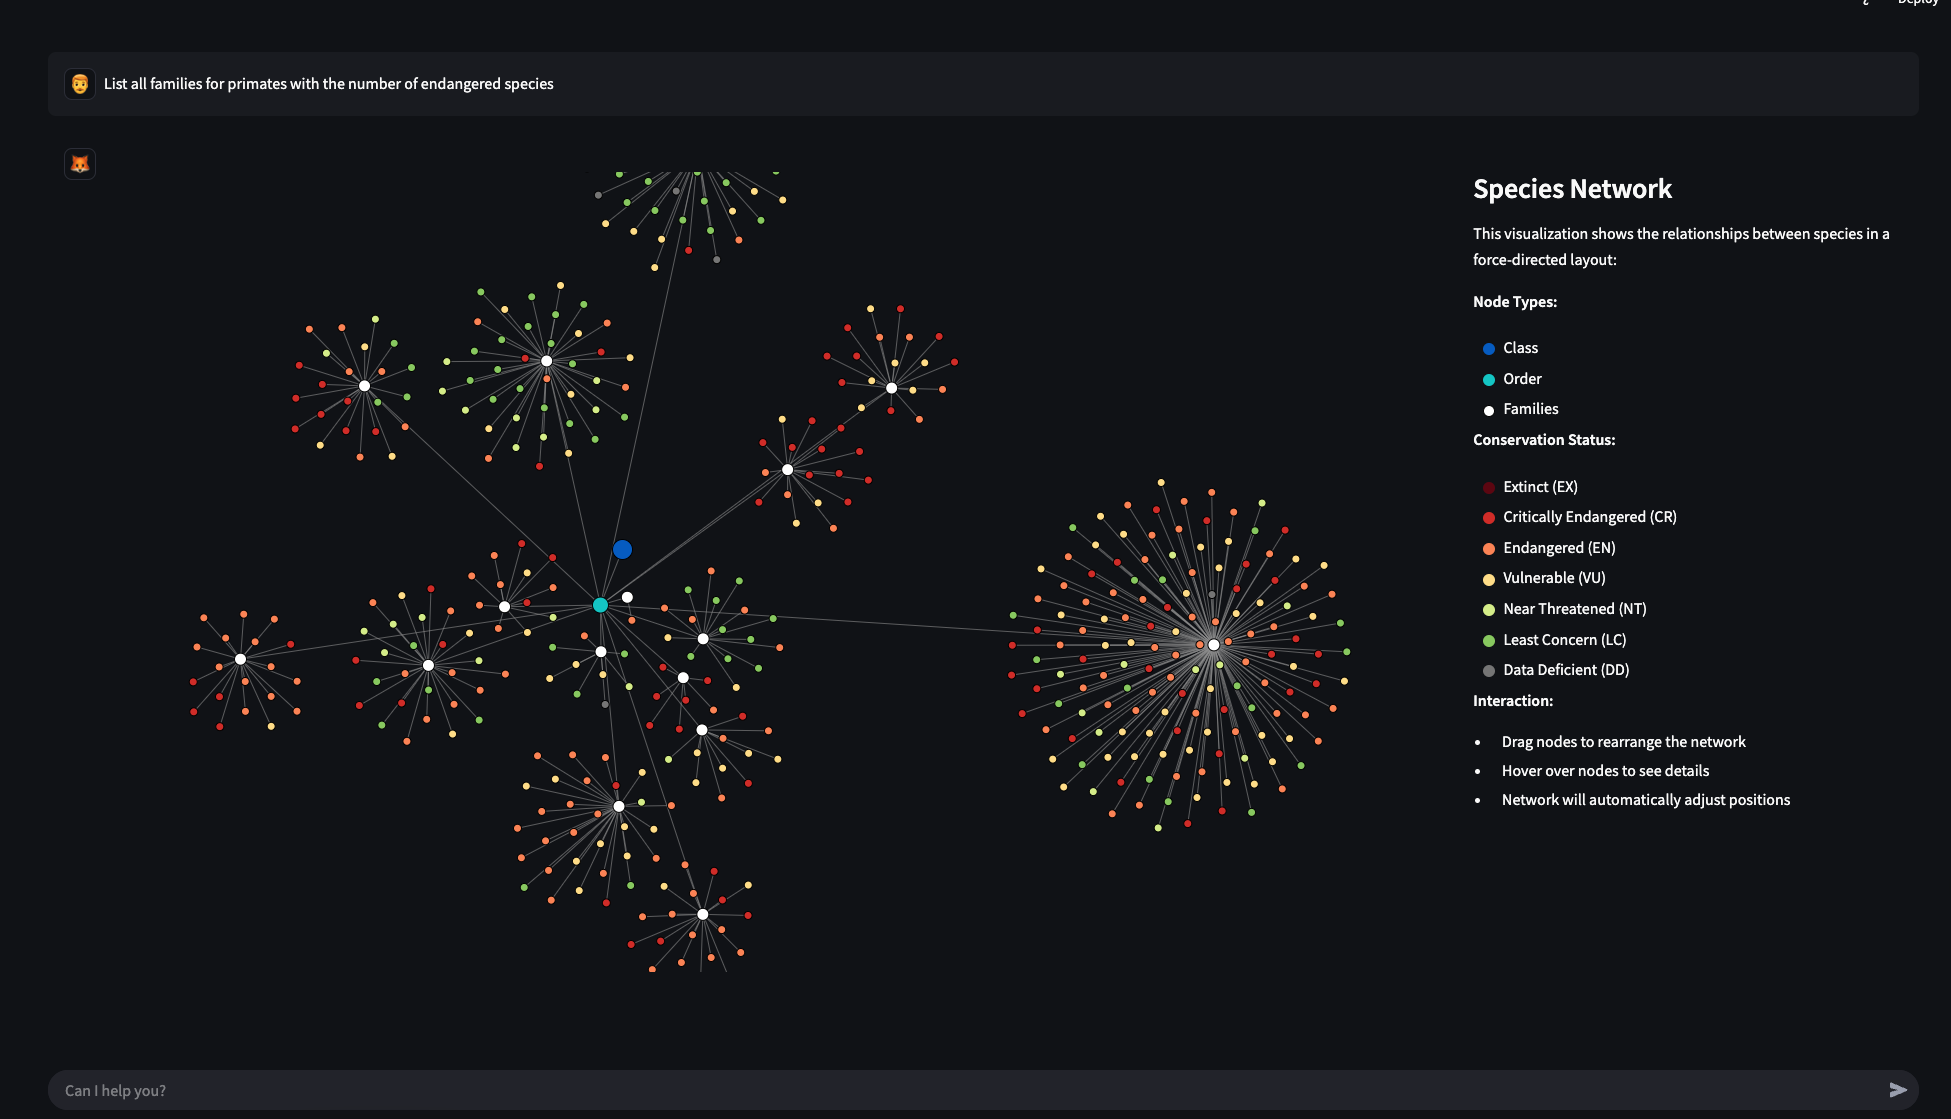 Deploy
List all families for primates with the number of endangered species
Species Network
This visualization shows the relationships between species in a
force-directed layout:
Node Types:
Class
Order
Families
Conservation Status:
Extinct (EX)
Critically Endangered (CR)
Endangered (EN)
Vulnerable (VU)
Near Threatened (NT)
Least Concern (LC)
Data Deficient (DD)
Interaction:
• Drag nodes to rearrange the network
• Hover over nodes to see details
• Network will automatically adjust positions
Can I help you?